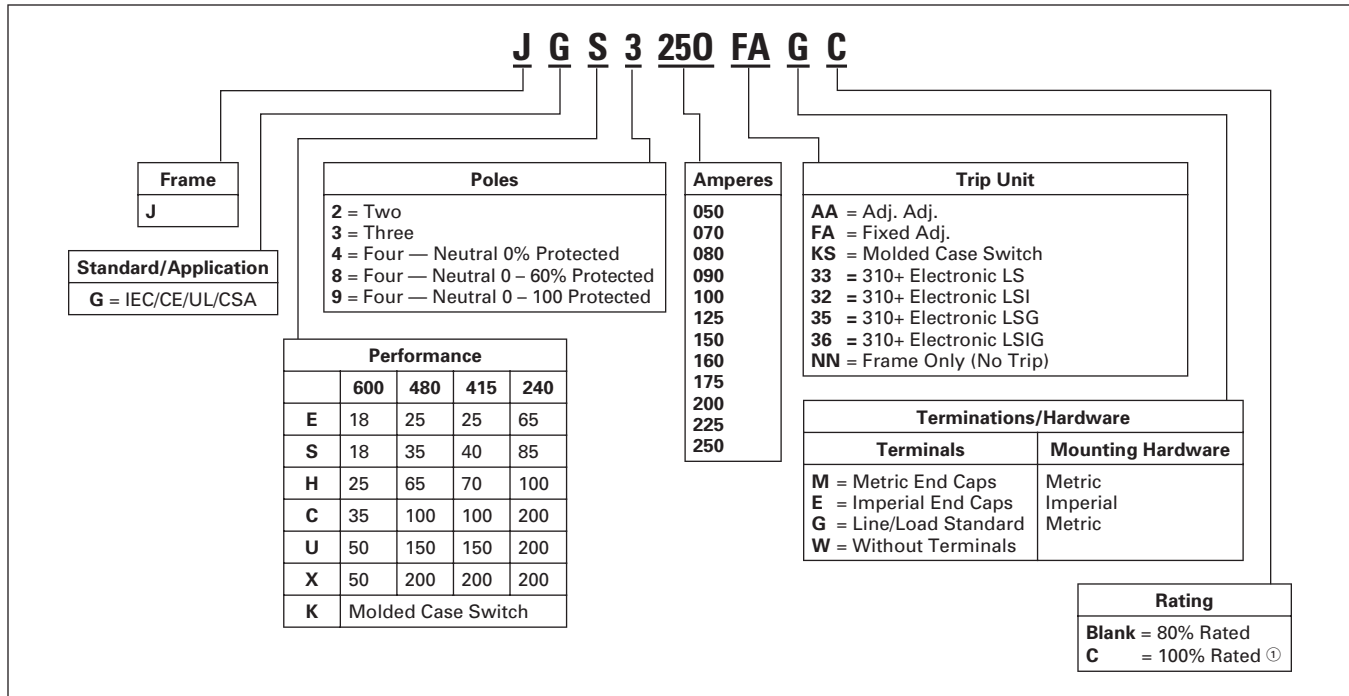 J G S 3 250 FA G C
Frame
J
Standard/Application
G = IEC/CE/UL/CSA
Poles
2 = Two
3 = Three
4 = Four — Neutral 0% Protected
8 = Four — Neutral 0 – 60% Protected
9 = Four — Neutral 0 – 100 Protected
Performance
600 480 415 240
E 18 25 25 65
S 18 35 40 85
H 25 65 70 100
C 35 100 100 200
U 50 150 150 200
X 50 200 200 200
K Molded Case Switch
Amperes
050
070
080
090
100
125
150
160
175
200
225
250
Trip Unit
AA = Adj. Adj.
FA = Fixed Adj.
KS = Molded Case Switch
33 = 310+ Electronic LS
32 = 310+ Electronic LSI
35 = 310+ Electronic LSG
36 = 310+ Electronic LSIG
NN = Frame Only (No Trip)
Terminations/Hardware
Terminals Mounting Hardware
M = Metric End Caps Metric
E = Imperial End Caps Imperial
G = Line/Load Standard Metric
W = Without Terminals
Rating
Blank = 80% Rated
C = 100% Rated ①